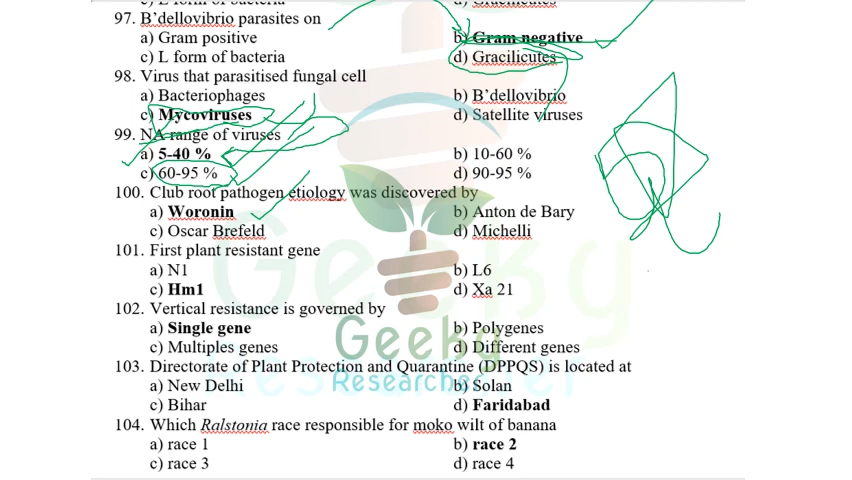 c) L form of bacteria d) Gracilicutes
97. B’dellovibrio parasites on
a) Gram positive b) Gram negative
c) L form of bacteria d) Gracilicutes
98. Virus that parasitised fungal cell
a) Bacteriophages b) B’dellovibrio
c) Mycoviruses d) Satellite viruses
99. NA range of viruses
a) 5-40 % b) 10-60 %
c) 60-95 % d) 90-95 %
100. Club root pathogen etiology was discovered by
a) Woronin b) Anton de Bary
c) Oscar Brefeld d) Michelli
101. First plant resistant gene
a) N1 b) L6
c) Hm1 d) Xa 21
102. Vertical resistance is governed by
a) Single gene b) Polygenes
c) Multiples genes d) Different genes
103. Directorate of Plant Protection and Quarantine (DPPQS) is located at
a) New Delhi b) Solan
c) Bihar d) Faridabad
104. Which Ralstonia race responsible for moko wilt of banana
a) race 1 b) race 2
c) race 3 d) race 4
Geeky
Researcher